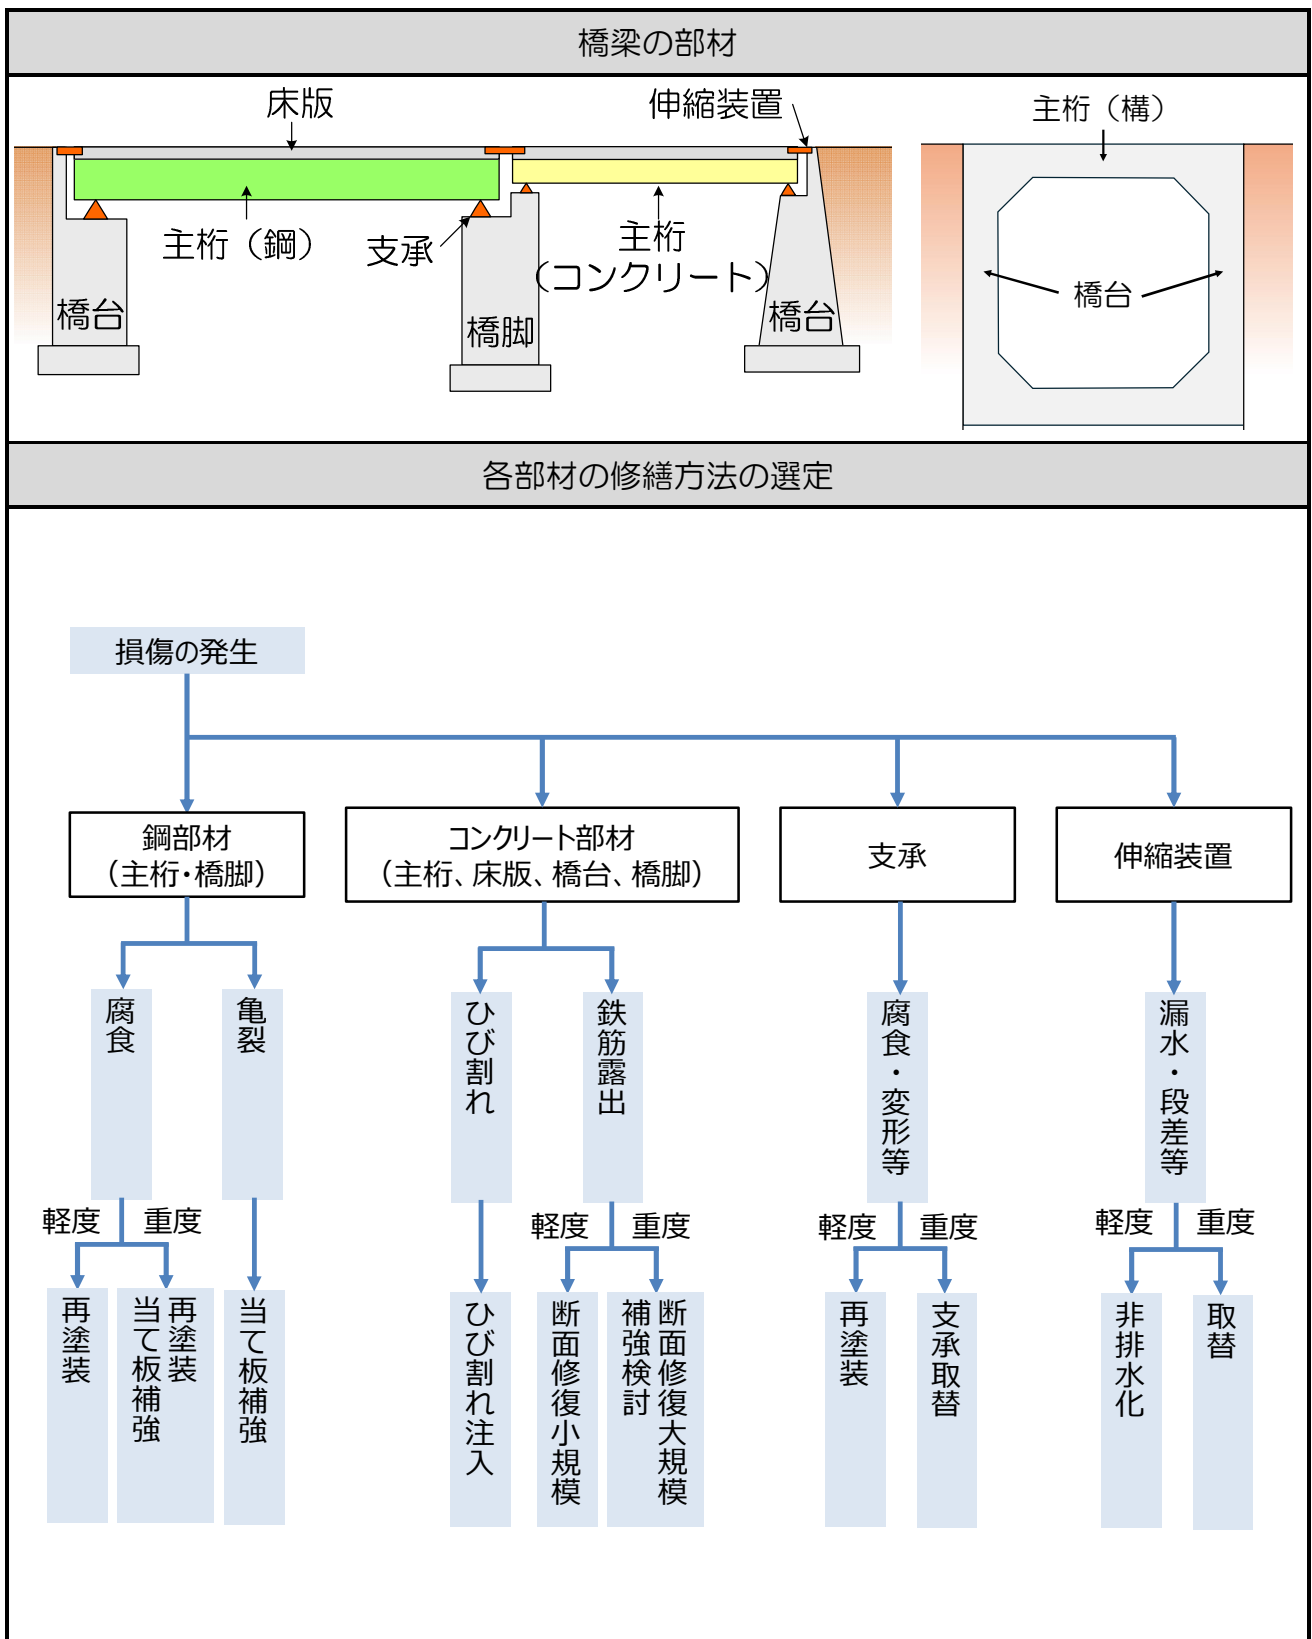 橋梁の部材
床版
伸縮装置
主桁（構）
主桁（鋼）
支承
主桁
（コンクリート）
橋台
橋台
橋脚
橋台
各部材の修繕方法の選定
損傷の発生
鋼部材
（主桁・橋脚）
コンクリート部材
（主桁、床版、橋台、橋脚）
支承
伸縮装置
腐食
亀裂
ひび割れ
鉄筋露出
腐食・変形等
漏水・段差等
軽度
重度
軽度
重度
軽度
重度
軽度
重度
再塗装
再塗装
当て板補強
当て板補強
ひび割れ注入
断面修復小規模
断面修復大規模
補強検討
再塗装
支承取替
非排水化
取替